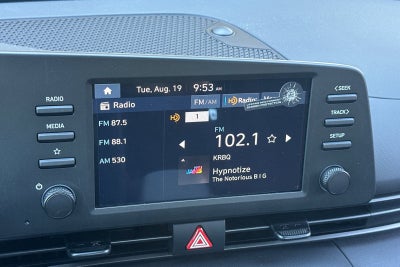 Tue, Aug. 19 9:53 AM
Radio FM/AM HD Radio
HD 1
FM 87.5
FM 88.1
AM 530
FM
102.1
KRBQ
Hypnotize
The Notorious B I G
RADIO
MEDIA
SEEK
TRACK
SETUP